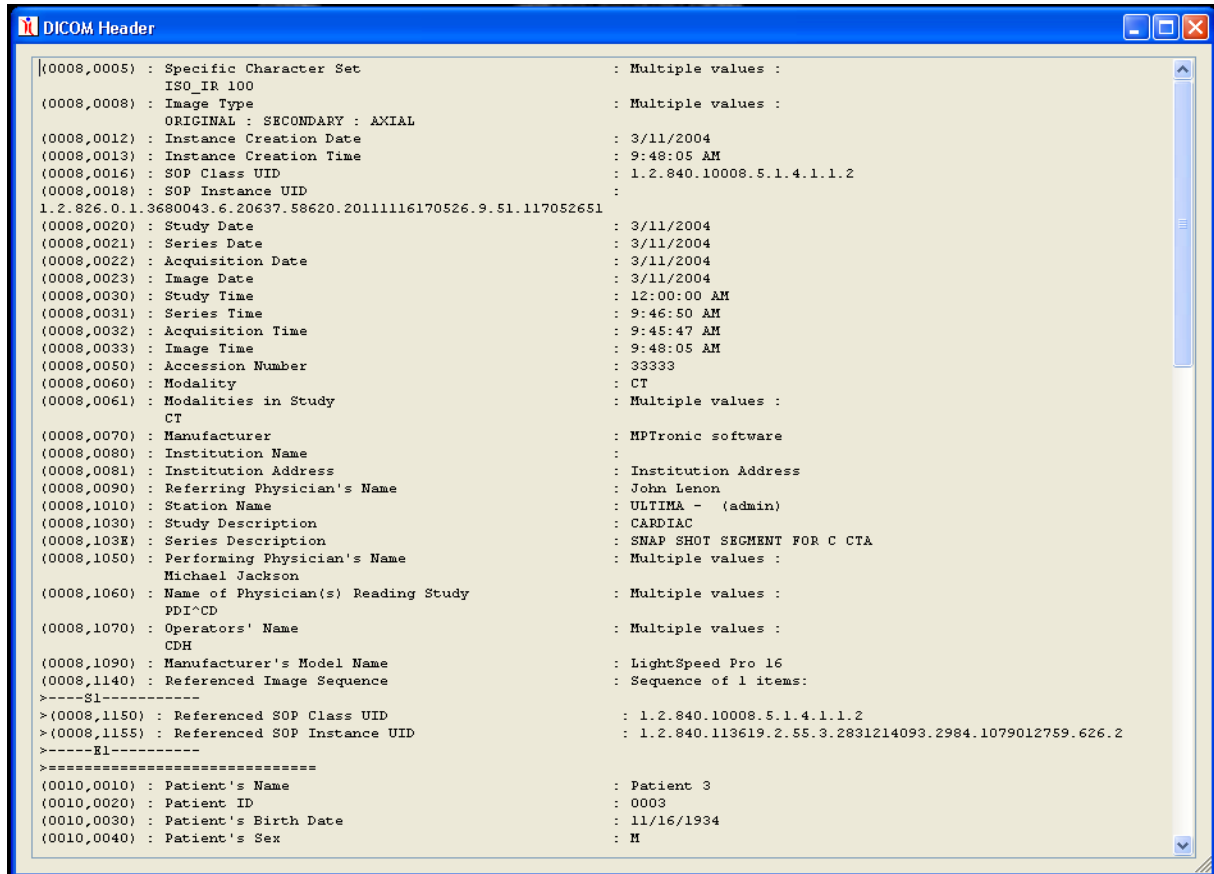 DICOM Header
(0008,0005) : Specific Character Set : Multiple values :
ISO_IR 100
(0008,0008) : Image Type : Multiple values :
ORIGINAL : SECONDARY : AXIAL
(0008,0012) : Instance Creation Date : 3/11/2004
(0008,0013) : Instance Creation Time : 9:48:05 AM
(0008,0016) : SOP Class UID : 1.2.840.10008.5.1.4.1.1.2
(0008,0018) : SOP Instance UID :
1.2.826.0.1.3680043.6.20637.58620.20111116170526.9.51.117052651
(0008,0020) : Study Date : 3/11/2004
(0008,0021) : Series Date : 3/11/2004
(0008,0022) : Acquisition Date : 3/11/2004
(0008,0023) : Image Date : 3/11/2004
(0008,0030) : Study Time : 12:00:00 AM
(0008,0031) : Series Time : 9:46:50 AM
(0008,0032) : Acquisition Time : 9:45:47 AM
(0008,0033) : Image Time : 9:48:05 AM
(0008,0050) : Accession Number : 33333
(0008,0060) : Modality : CT
(0008,0061) : Modalities in Study : Multiple values :
CT
(0008,0070) : Manufacturer : MPTronic software
(0008,0080) : Institution Name :
(0008,0081) : Institution Address : Institution Address
(0008,0090) : Referring Physician's Name : John Lenon
(0008,1010) : Station Name : ULTIMA - (admin)
(0008,1030) : Study Description : CARDIAC
(0008,103E) : Series Description : SNAP SHOT SEGMENT FOR C CTA
(0008,1050) : Performing Physician's Name : Multiple values :
Michael Jackson
(0008,1060) : Name of Physician(s) Reading Study : Multiple values :
PDI^CD
(0008,1070) : Operators' Name : Multiple values :
CDH
(0008,1090) : Manufacturer's Model Name : LightSpeed Pro 16
(0008,1140) : Referenced Image Sequence : Sequence of 1 items:
>----S1-----------
>(0008,1150) : Referenced SOP Class UID : 1.2.840.10008.5.1.4.1.1.2
>(0008,1155) : Referenced SOP Instance UID : 1.2.840.113619.2.55.3.2831214093.2984.1079012759.626.2
>-----E1----------
>=============================
(0010,0010) : Patient's Name : Patient 3
(0010,0020) : Patient ID : 0003
(0010,0030) : Patient's Birth Date : 11/16/1934
(0010,0040) : Patient's Sex : M